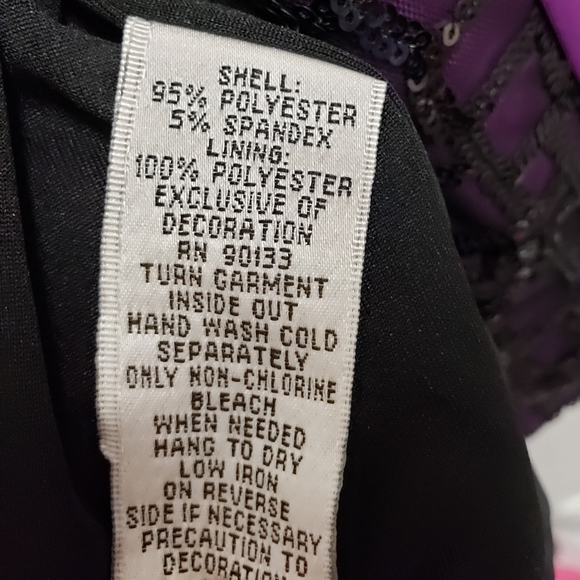 SHELL:
95% POLYESTER
5% SPANDEX
LINING:
100% POLYESTER
EXCLUSIVE OF
DECORATION
RN 90133
TURN GARMENT
INSIDE OUT
HAND WASH COLD
SEPARATELY
ONLY NON-CHLORINE
BLEACH
WHEN NEEDED
HANG TO DRY
LOW IRON
ON REVERSE
SIDE IF NECESSARY
PRECAUTION TO
DECORATION